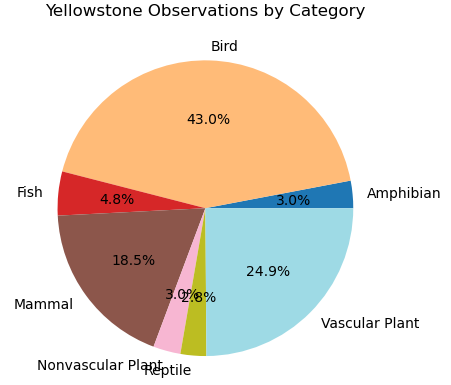 Yellowstone Observations by Category
Bird
43.0%
Fish
4.8%
3.0%
Amphibian
18.5%
24.9%
3.0%
2.8%
Mammal
Vascular Plant
Nonvascular Plant
Reptile